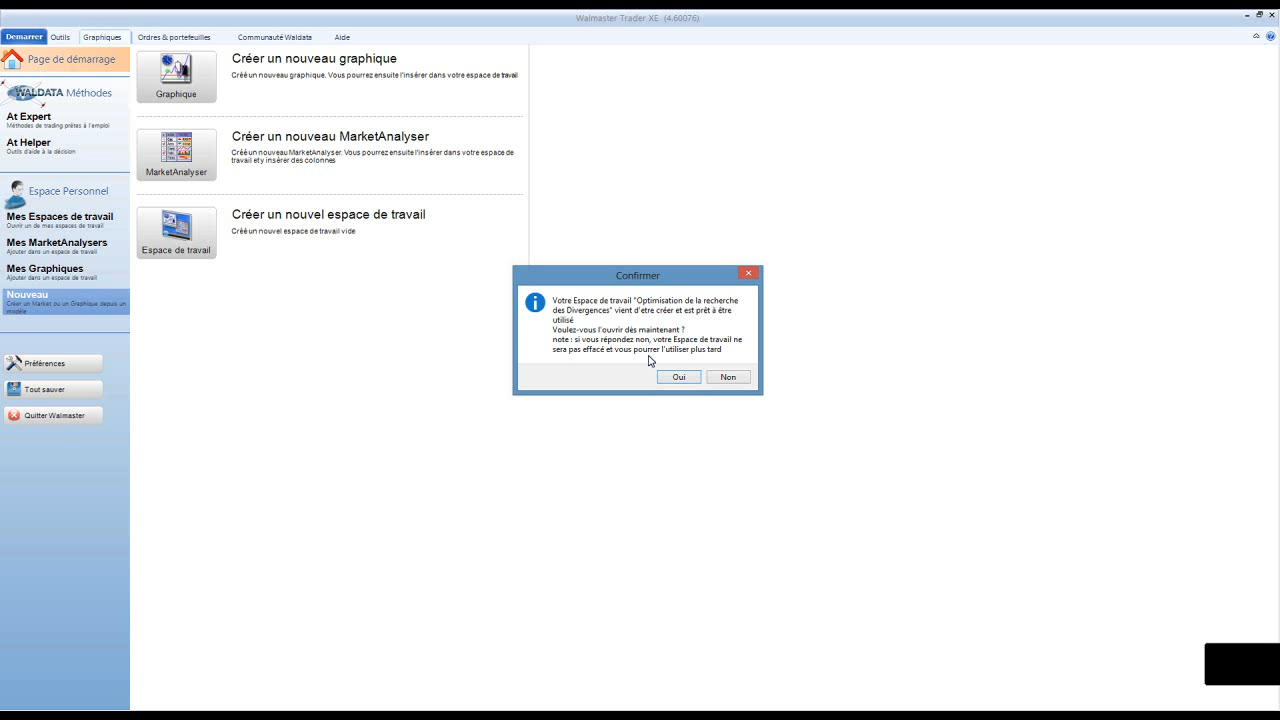 Walmaster Trader XE (4.60076)
Demarrer Outils Graphiques Ordres & portefeuilles Communauté Waldata Aide
Page de démarrage
WALDATA Méthodes
At Expert
Méthodes de trading prêtes à l'emploi
At Helper
Outils d'aide à la décision
Espace Personnel
Mes Espaces de travail
Ouvrir un de mes espaces de travail
Mes MarketAnalysers
Ajouter dans un espace de travail
Mes Graphiques
Ajouter dans un espace de travail
Nouveau
Créer un Market ou un Graphique depuis un
modèle
Préférences
Tout sauver
Quitter Walmaster
Graphique
Créer un nouveau graphique
Créé un nouveau graphique. Vous pourrez ensuite l'insérer dans votre espace de travail
MarketAnalyser
Créer un nouveau MarketAnalyser
Créé un nouveau MarketAnalyser. Vous pourrez ensuite l'insérer dans votre espace de
travail et y insérer des colonnes
Espace de travail
Créer un nouvel espace de travail
Créé un nouvel espace de travail vide
Confirmer
Votre Espace de travail "Optimisation de la recherche
des Divergences" vient d'etre créer et est prêt à être
utilisé
Voulez-vous l'ouvrir dès maintenant ?
note : si vous répondez non, votre Espace de travail ne
sera pas effacé et vous pourrer l'utiliser plus tard
Oui Non